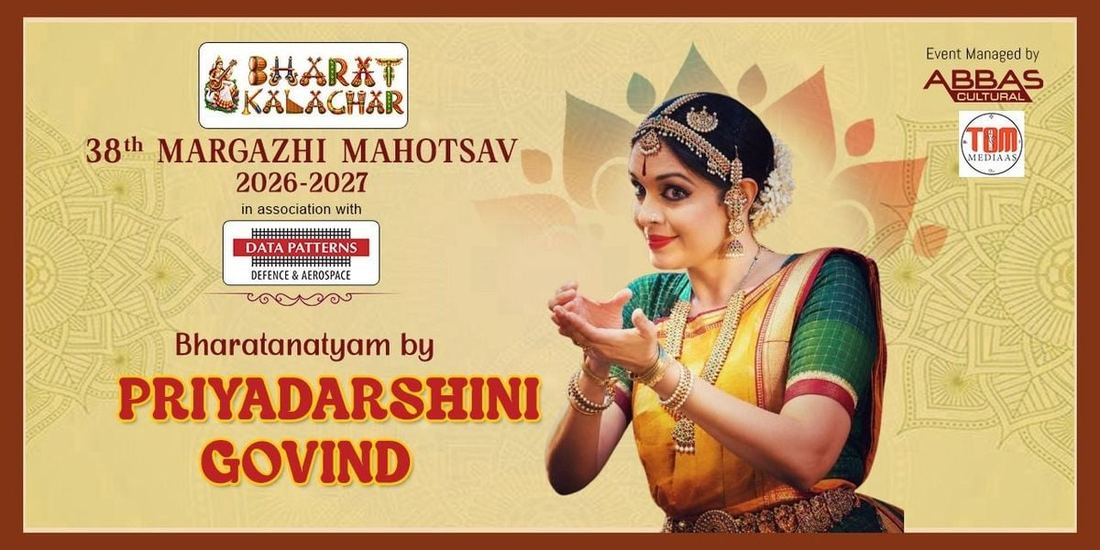 BHARAT
KALACHAR
38th MARGAZHI MAHOTSAV
2026-2027
in association with
DATA PATTERNS
DEFENCE & AEROSPACE
Bharatanatyam by
PRIYADARSHINI
GOVIND
Event Managed by
ABBAS
CULTURAL
TBM
MEDIAAS